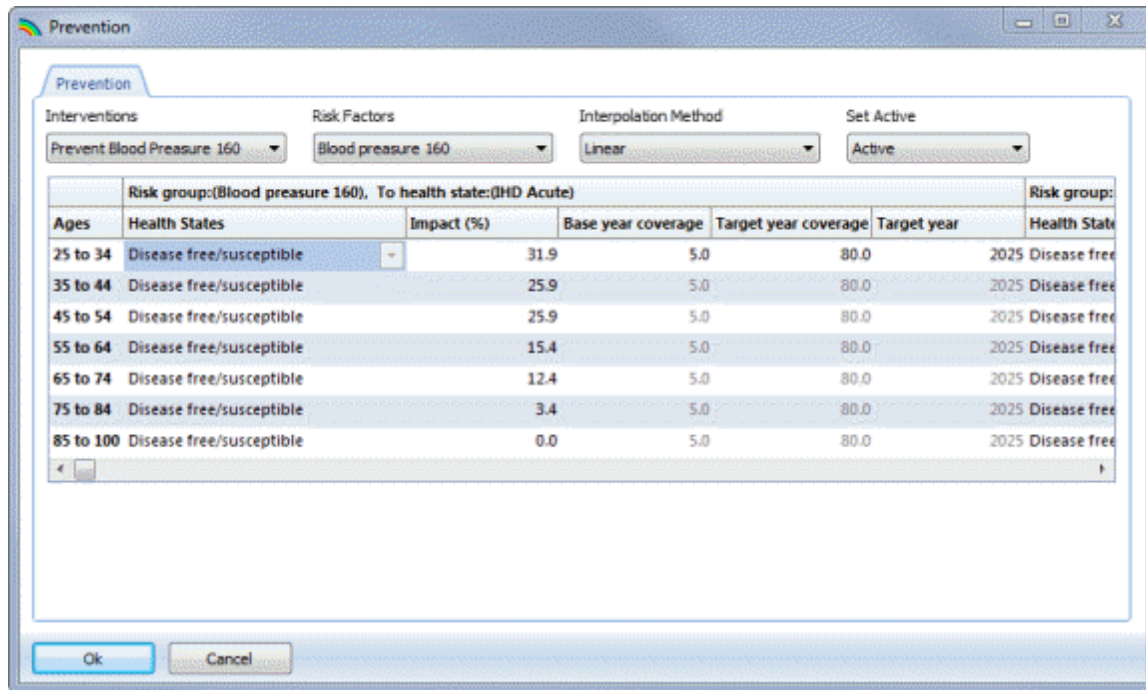 Prevention
Prevention
Interventions Risk Factors Interpolation Method Set Active
Prevent Blood Preasure 160 Blood preasure 160 Linear Active
Risk group:(Blood preasure 160), To health state:(IHD Acute) Risk group:
Ages Health States Impact (%) Base year coverage Target year coverage Target year Health State
25 to 34 Disease free/susceptible 31.9 5.0 80.0 2025 Disease free
35 to 44 Disease free/susceptible 25.9 5.0 80.0 2025 Disease free
45 to 54 Disease free/susceptible 25.9 5.0 80.0 2025 Disease free
55 to 64 Disease free/susceptible 15.4 5.0 80.0 2025 Disease free
65 to 74 Disease free/susceptible 12.4 5.0 80.0 2025 Disease free
75 to 84 Disease free/susceptible 3.4 5.0 80.0 2025 Disease free
85 to 100 Disease free/susceptible 0.0 5.0 80.0 2025 Disease free
Ok Cancel